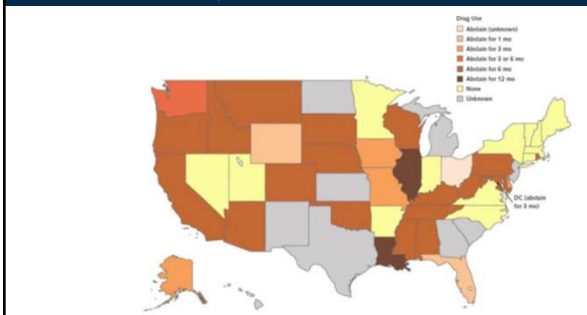 Drug Use
Abstain (unknown)
Abstain for 1 mo
Abstain for 3 mo
Abstain for 3 or 6 mo
Abstain for 6 mo
Abstain for 12 mo
None
Unknown
DC (abstain
for 3 mo)